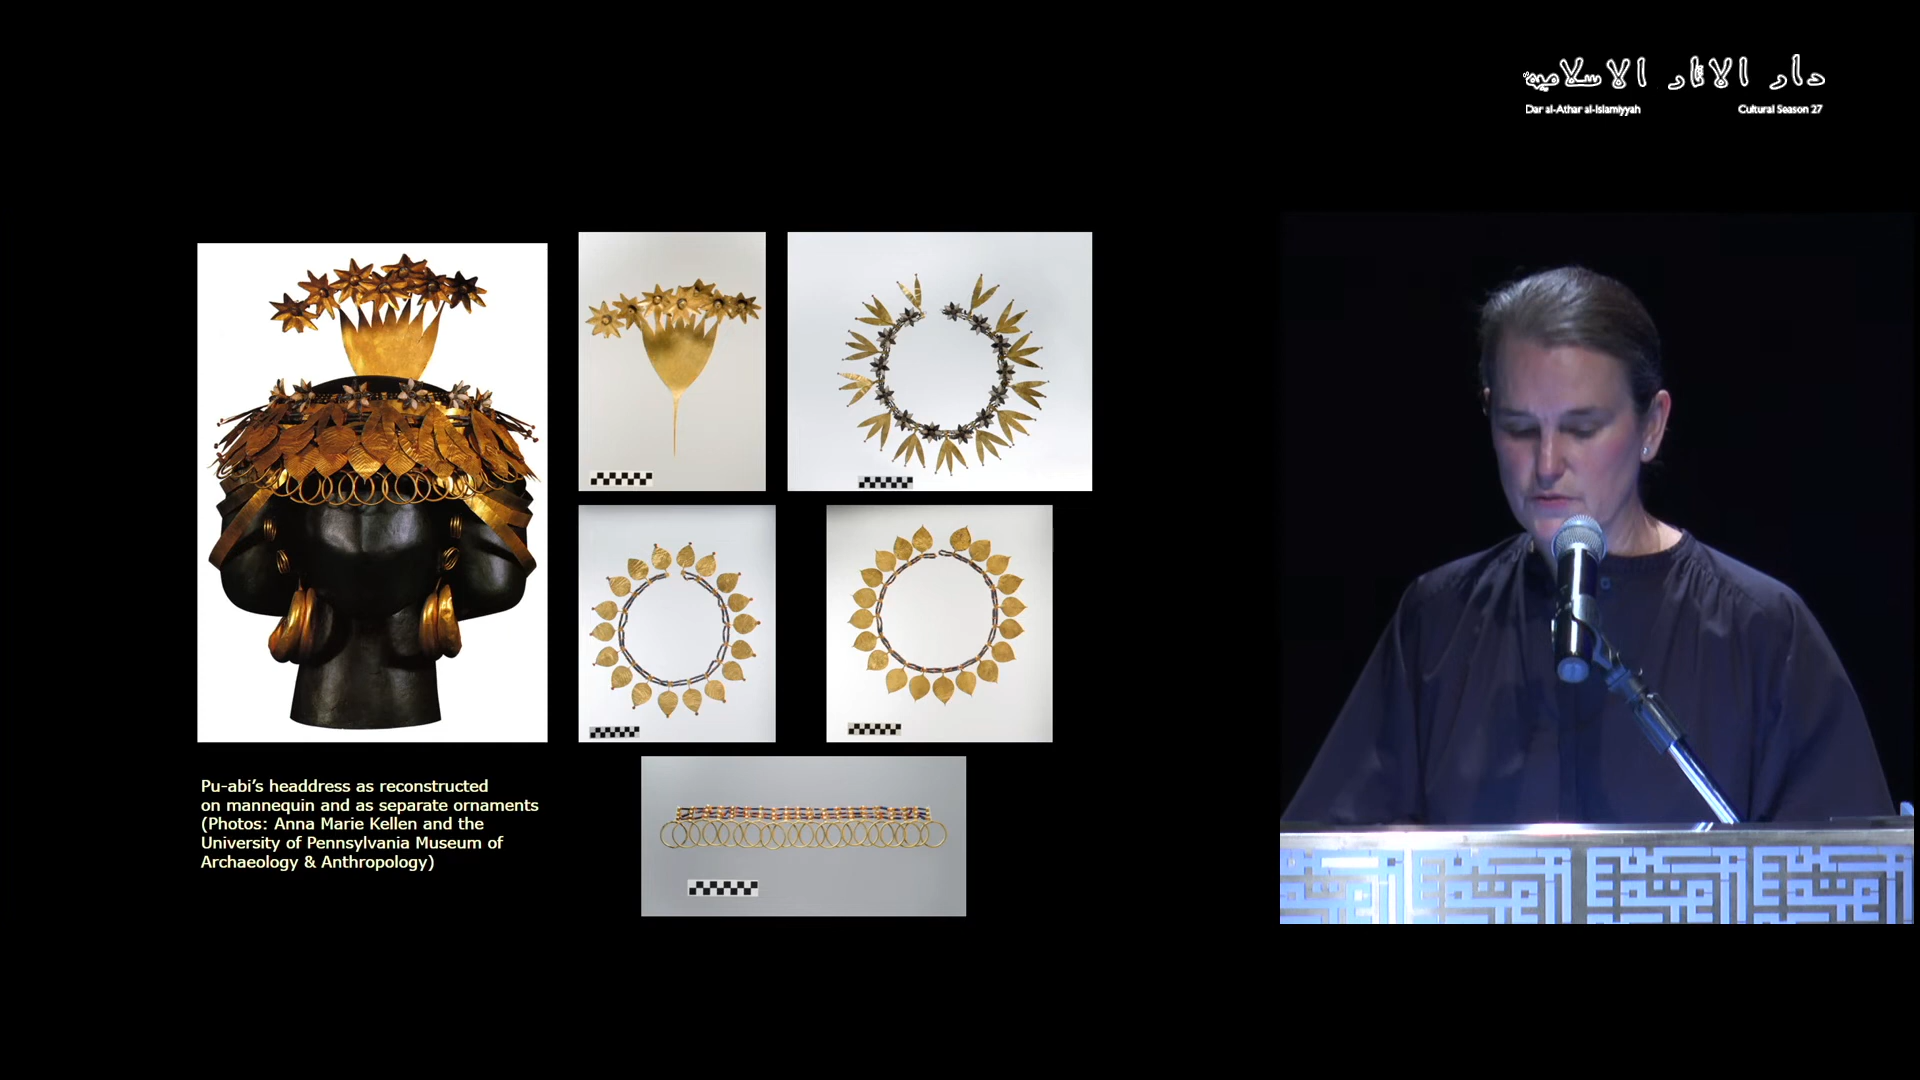 دار الآثار الإسلامية
Dar al-Athar al-Islamiyyah
Cultural Season 27
Pu-abi’s headdress as reconstructed
on mannequin and as separate ornaments
(Photos: Anna Marie Kellen and the
University of Pennsylvania Museum of
Archaeology & Anthropology)